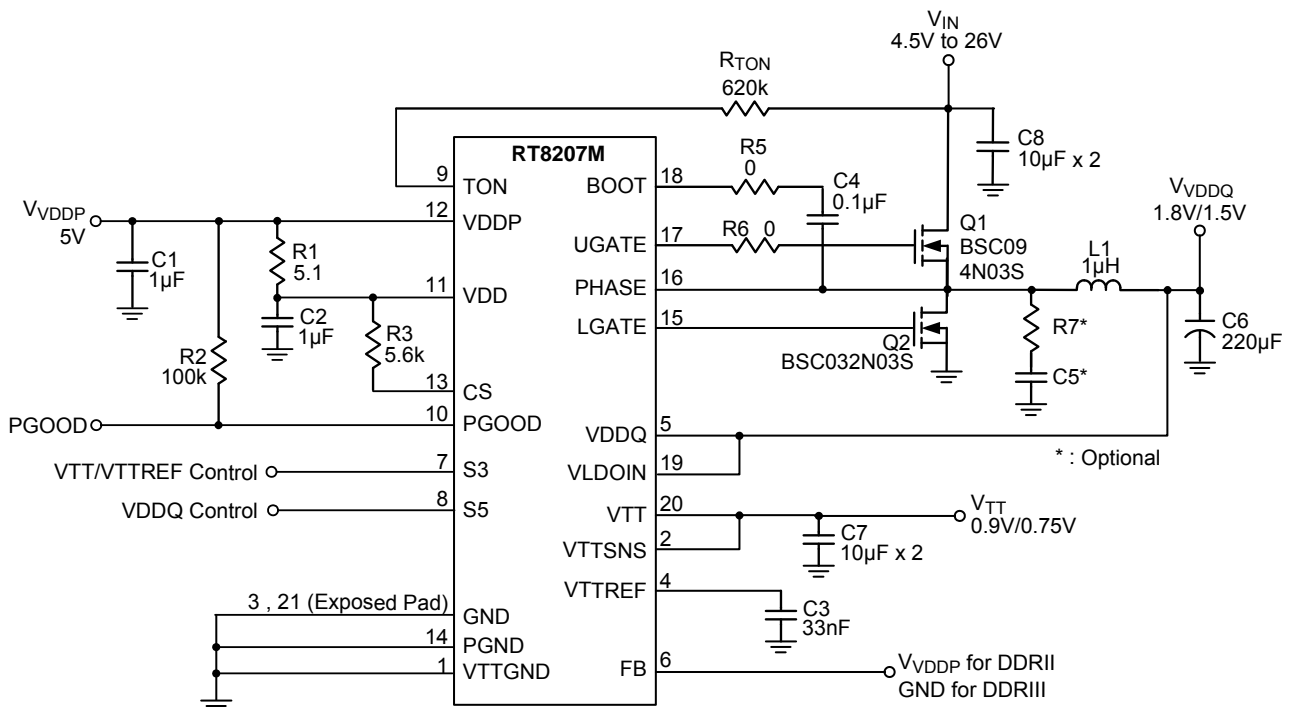 VIN
4.5V to 26V
RTON
620k
RT8207M
C8
10µF x 2
R5
0
C4
0.1µF
9
TON
BOOT
18
VVDDP
5V
12
VDDP
VVDDQ
1.8V/1.5V
R6 0
UGATE
17
Q1
BSC09
4N03S
C1
1µF
R1
5.1
L1
1µH
11
VDD
PHASE
16
C2
1µF
R3
5.6k
LGATE
15
Q2
BSC032N03S
R7*
C6
220µF
R2
100k
C5*
13
CS
PGOOD
10
PGOOD
VDDQ
5
* : Optional
VTT/VTTREF Control
7
S3
VLDOIN
19
VDDQ Control
8
S5
VTT
20
VTT
0.9V/0.75V
C7
10µF x 2
VTTSNS
2
VTTREF
4
C3
33nF
3 , 21 (Exposed Pad)
GND
14
PGND
1
VTTGND
FB
6
VVDDP for DDRII
GND for DDRIII